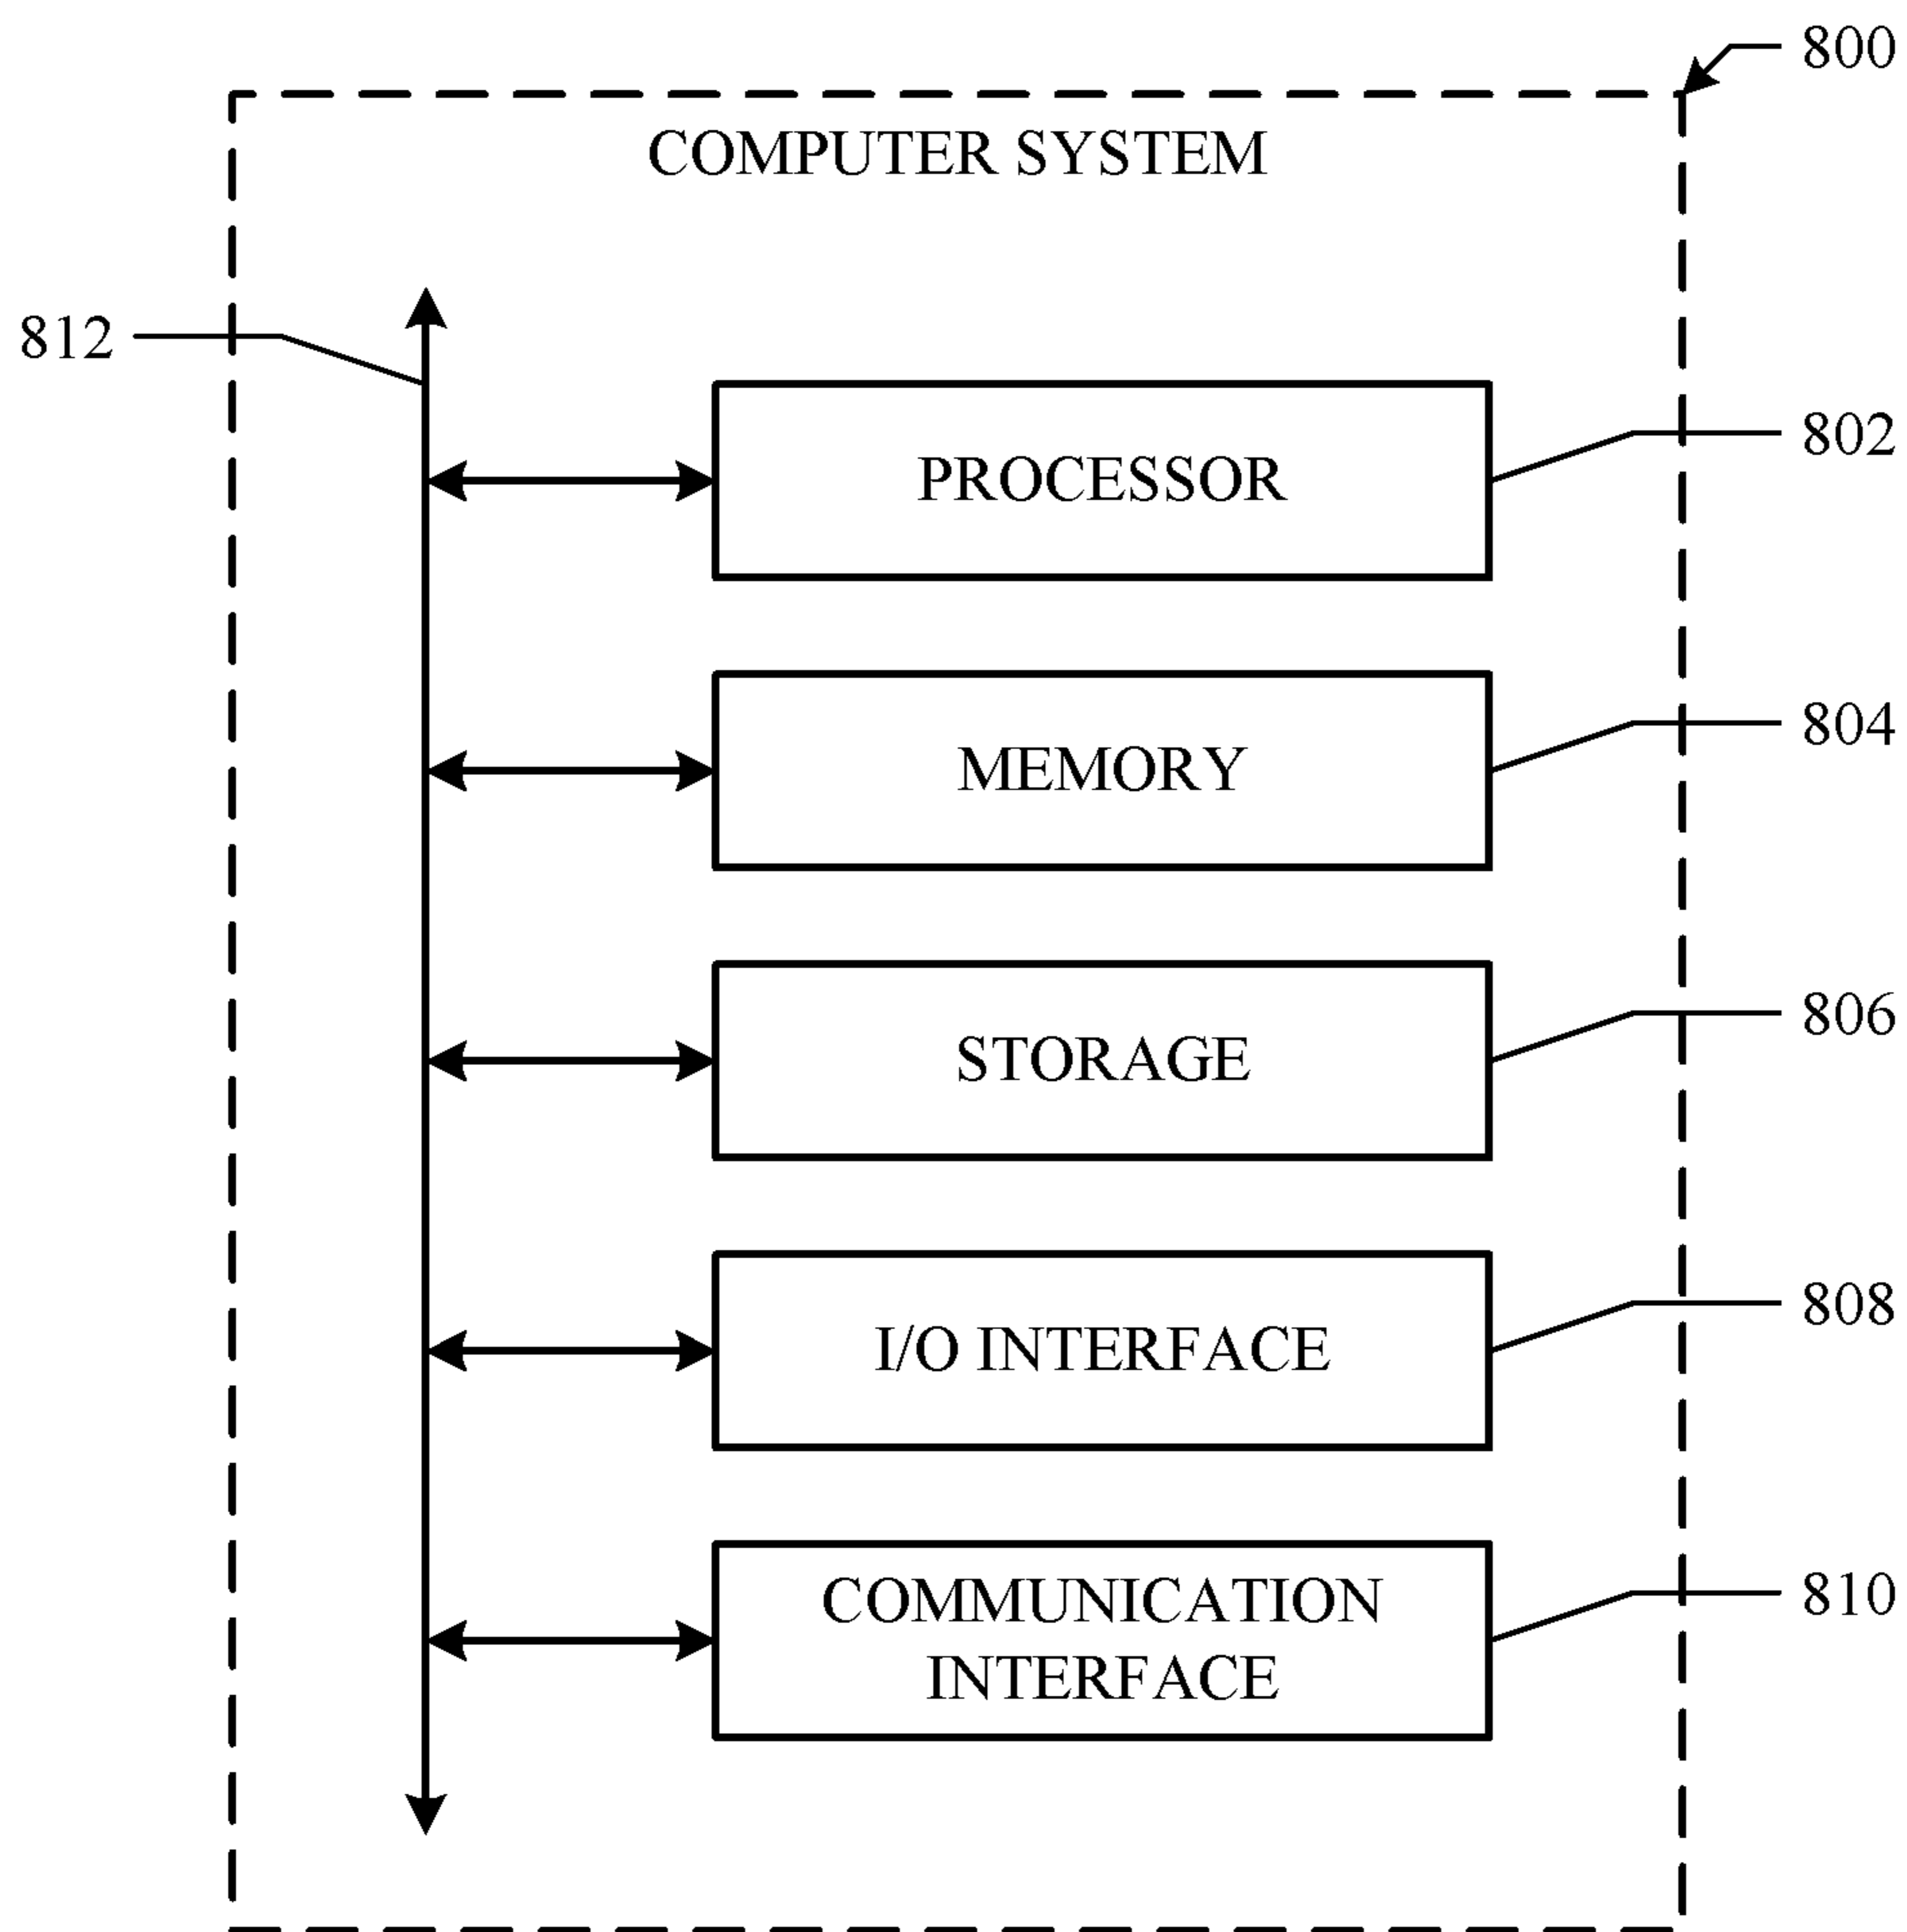 800
COMPUTER SYSTEM
812
PROCESSOR
802
MEMORY
804
STORAGE
806
I/O INTERFACE
808
COMMUNICATION
INTERFACE
810